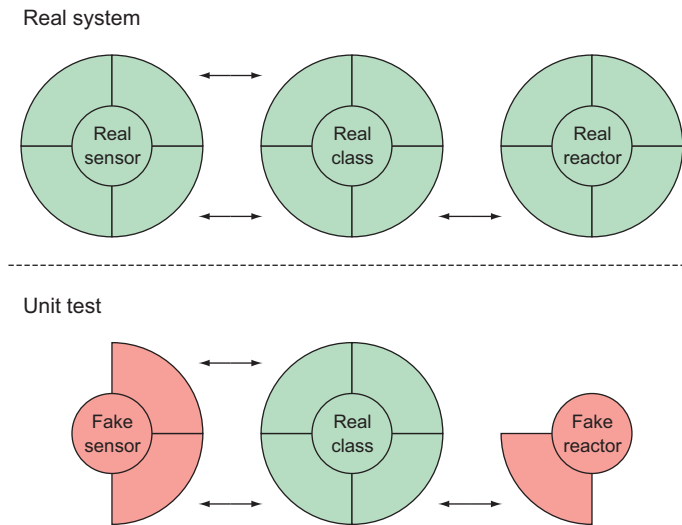 Real system
Real
sensor
Real
class
Real
reactor
Unit test
Fake
sensor
Real
class
Fake
reactor